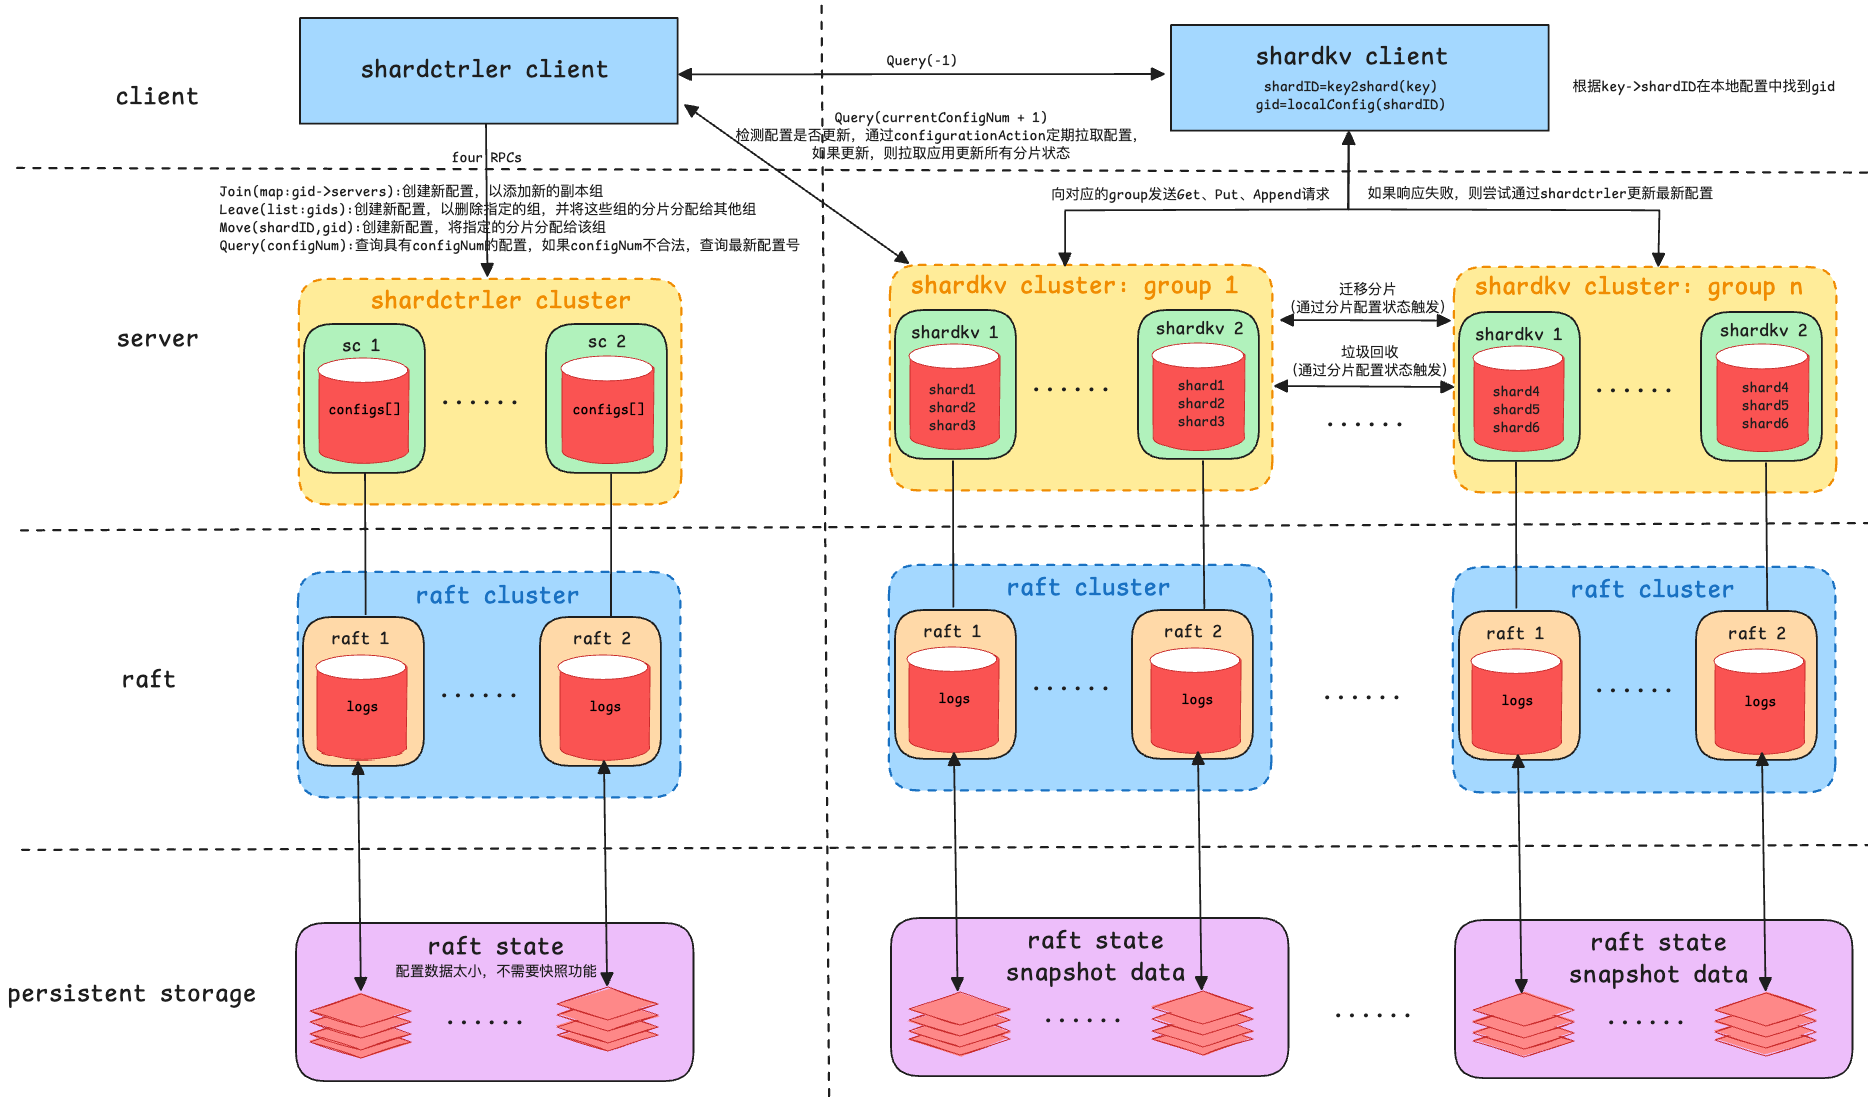 client
shardctrler client
Query(-1)
shardkv client
shardID=key2shard(key)
gid=localConfig(shardID)
根据key->shardID在本地配置中找到gid
Query(currentConfigNum + 1)
检测配置是否更新，通过configurationAction定期拉取配置，
如果更新，则拉取应用更新所有分片状态
four RPCs
server
Join(map:gid->servers):创建新配置，以添加新的副本组
Leave(list:gids):创建新配置，以删除指定的组，并将这些组的分片分配给其他组
Move(shardID,gid):创建新配置，将指定的分片分配给该组
Query(configNum):查询具有configNum的配置，如果configNum不合法，查询最新配置号
向对应的group发送Get、Put、Append请求
如果响应失败，则尝试通过shardctrler更新最新配置
shardctrler cluster
sc 1
configs[]
......
sc 2
configs[]
shardkv cluster: group 1
shardkv 1
shard1
shard2
shard3
......
shardkv 2
shard1
shard2
shard3
迁移分片
(通过分片配置状态触发)
垃圾回收
(通过分片配置状态触发)
......
shardkv cluster: group n
shardkv 1
shard4
shard5
shard6
......
shardkv 2
shard4
shard5
shard6
raft
raft cluster
raft 1
logs
......
raft 2
logs
raft cluster
raft 1
logs
......
raft 2
logs
......
raft cluster
raft 1
logs
......
raft 2
logs
persistent storage
raft state
配置数据太小，不需要快照功能
......
raft state
snapshot data
......
......
raft state
snapshot data
......